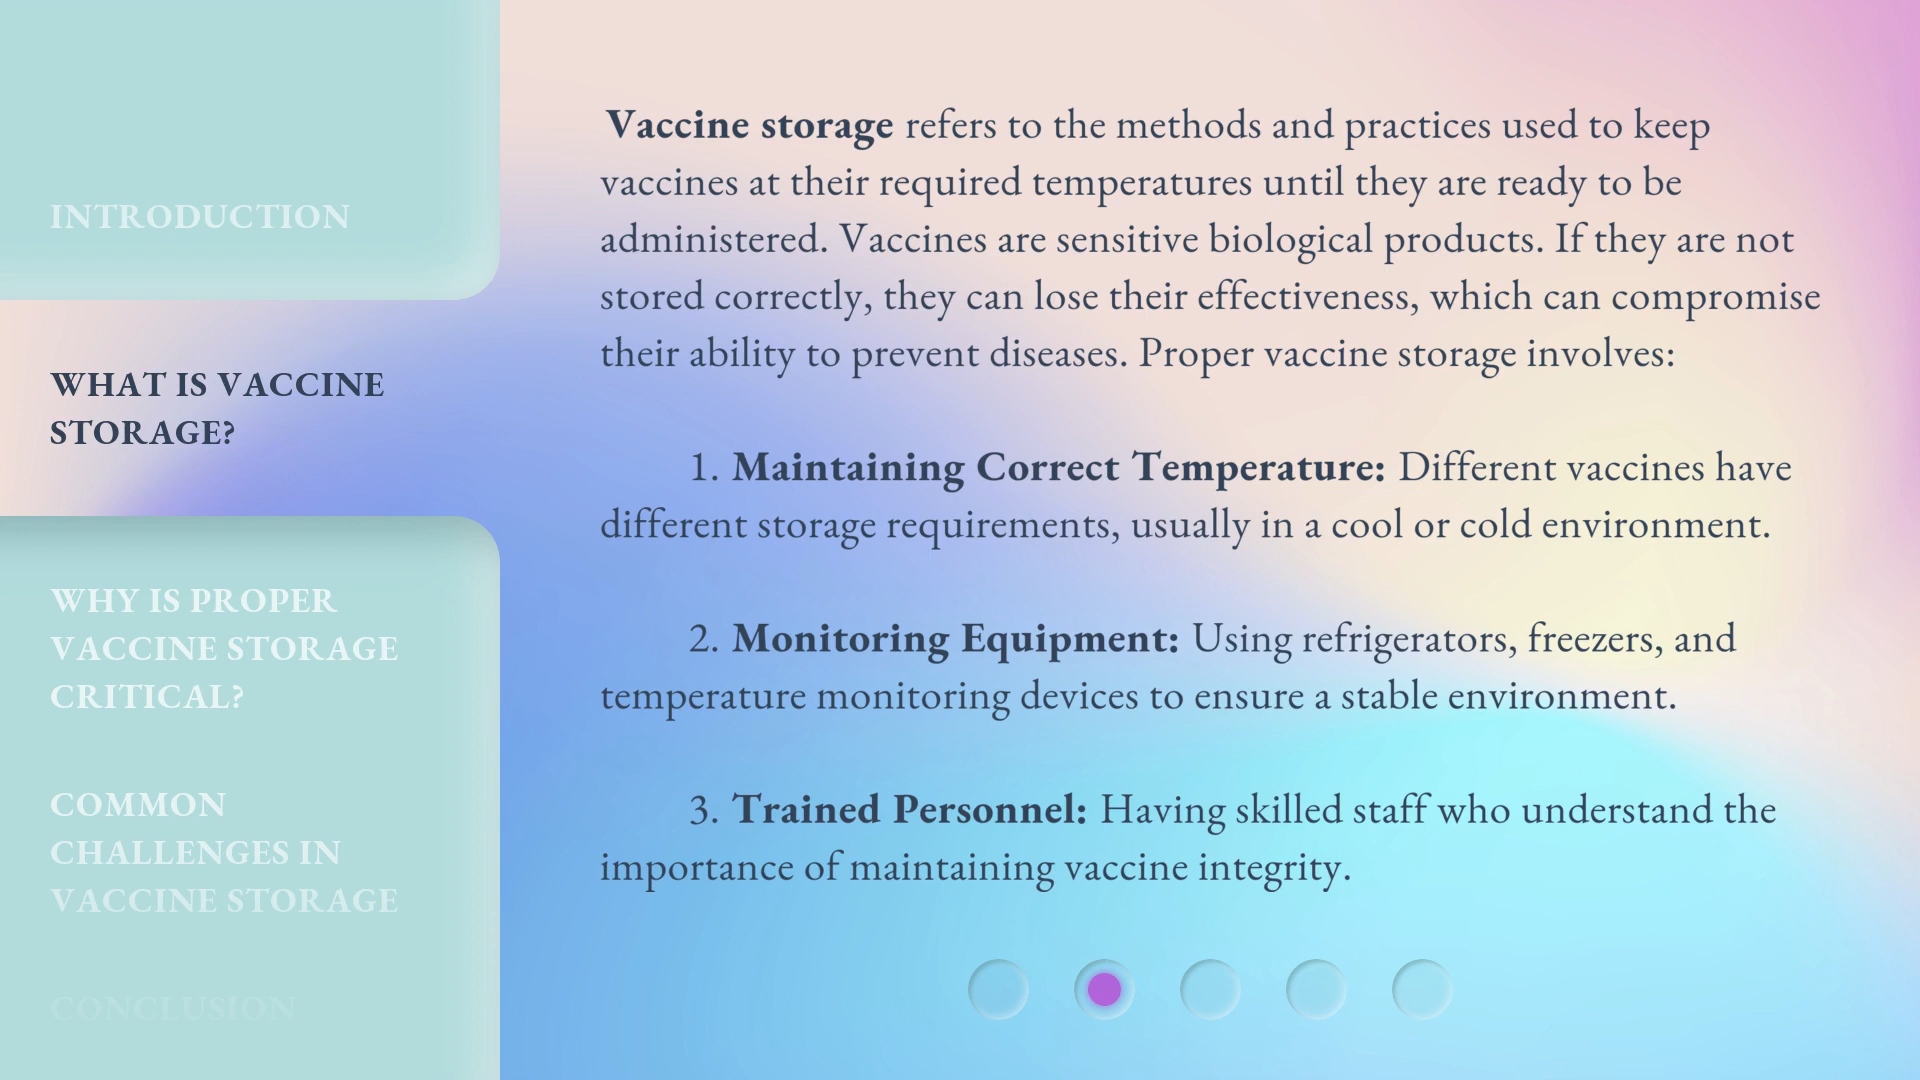 INTRODUCTION
WHAT IS VACCINE
STORAGE?
WHY IS PROPER
VACCINE STORAGE
CRITICAL?
COMMON
CHALLENGES IN
VACCINE STORAGE
CONCLUSION
Vaccine storage refers to the methods and practices used to keep
vaccines at their required temperatures until they are ready to be
administered. Vaccines are sensitive biological products. If they are not
stored correctly, they can lose their effectiveness, which can compromise
their ability to prevent diseases. Proper vaccine storage involves:
1. Maintaining Correct Temperature: Different vaccines have
different storage requirements, usually in a cool or cold environment.
2. Monitoring Equipment: Using refrigerators, freezers, and
temperature monitoring devices to ensure a stable environment.
3. Trained Personnel: Having skilled staff who understand the
importance of maintaining vaccine integrity.